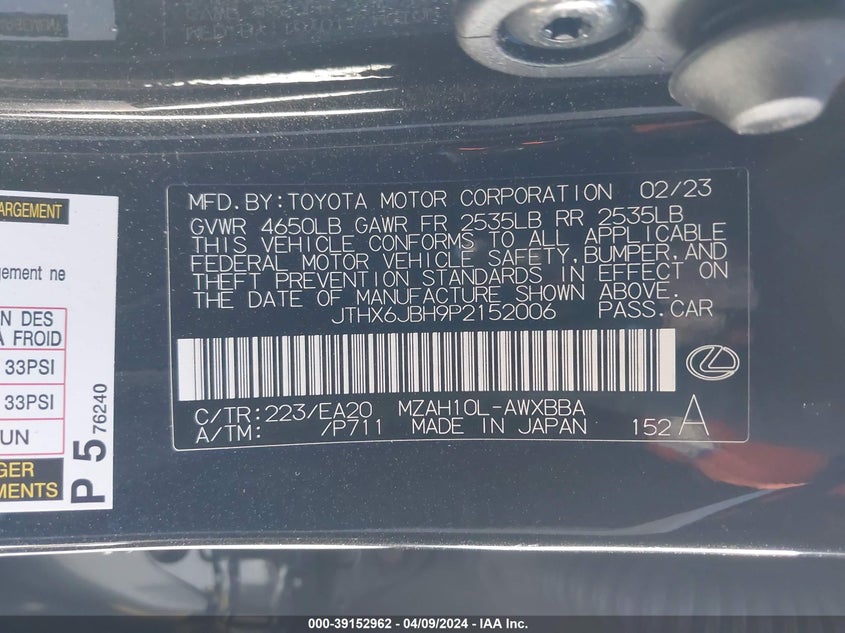 MFD.BY:TOYOTA MOTOR CORPORATION 02/23
GVWR 4650LB GAWR FR 2535LB RR 2535LB
THIS VEHICLE CONFORMS TO ALL APPLICABLE
FEDERAL MOTOR VEHICLE SAFETY,BUMPER,AND
THEFT PREVENTION STANDARDS IN EFFECT ON
THE DATE OF MANUFACTURE SHOWN ABOVE.
JTHX6JBH9P2152006 PASS.CAR
C/TR:223/EA20 MZAH10L-AWXBBA
A/TM: /P711 MADE IN JAPAN 152 A
ARGEMENT
gement ne
N DES
A FROID
33PSI
33PSI
UN
GER
MENTS
P 5 76240
000-39152962 - 04/09/2024 - IAA Inc.